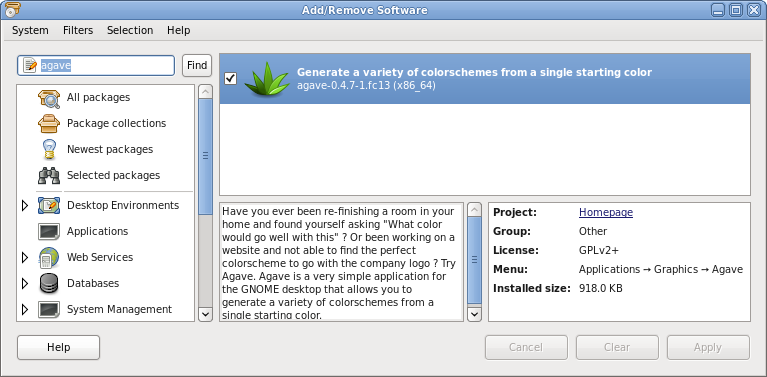 Add/Remove Software
System Filters Selection Help
agave Find
All packages
Package collections
Newest packages
Selected packages
Desktop Environments
Applications
Web Services
Databases
System Management
Generate a variety of colorschemes from a single starting color
agave-0.4.7-1.fc13 (x86_64)
Have you ever been re-finishing a room in your
home and found yourself asking "What color
would go well with this" ? Or been working on a
website and not able to find the perfect
colorscheme to go with the company logo ? Try
Agave. Agave is a very simple application for
the GNOME desktop that allows you to
generate a variety of colorschemes from a
single starting color.
Project: Homepage
Group: Other
License: GPLv2+
Menu: Applications → Graphics → Agave
Installed size: 918.0 KB
Help Cancel Clear Apply